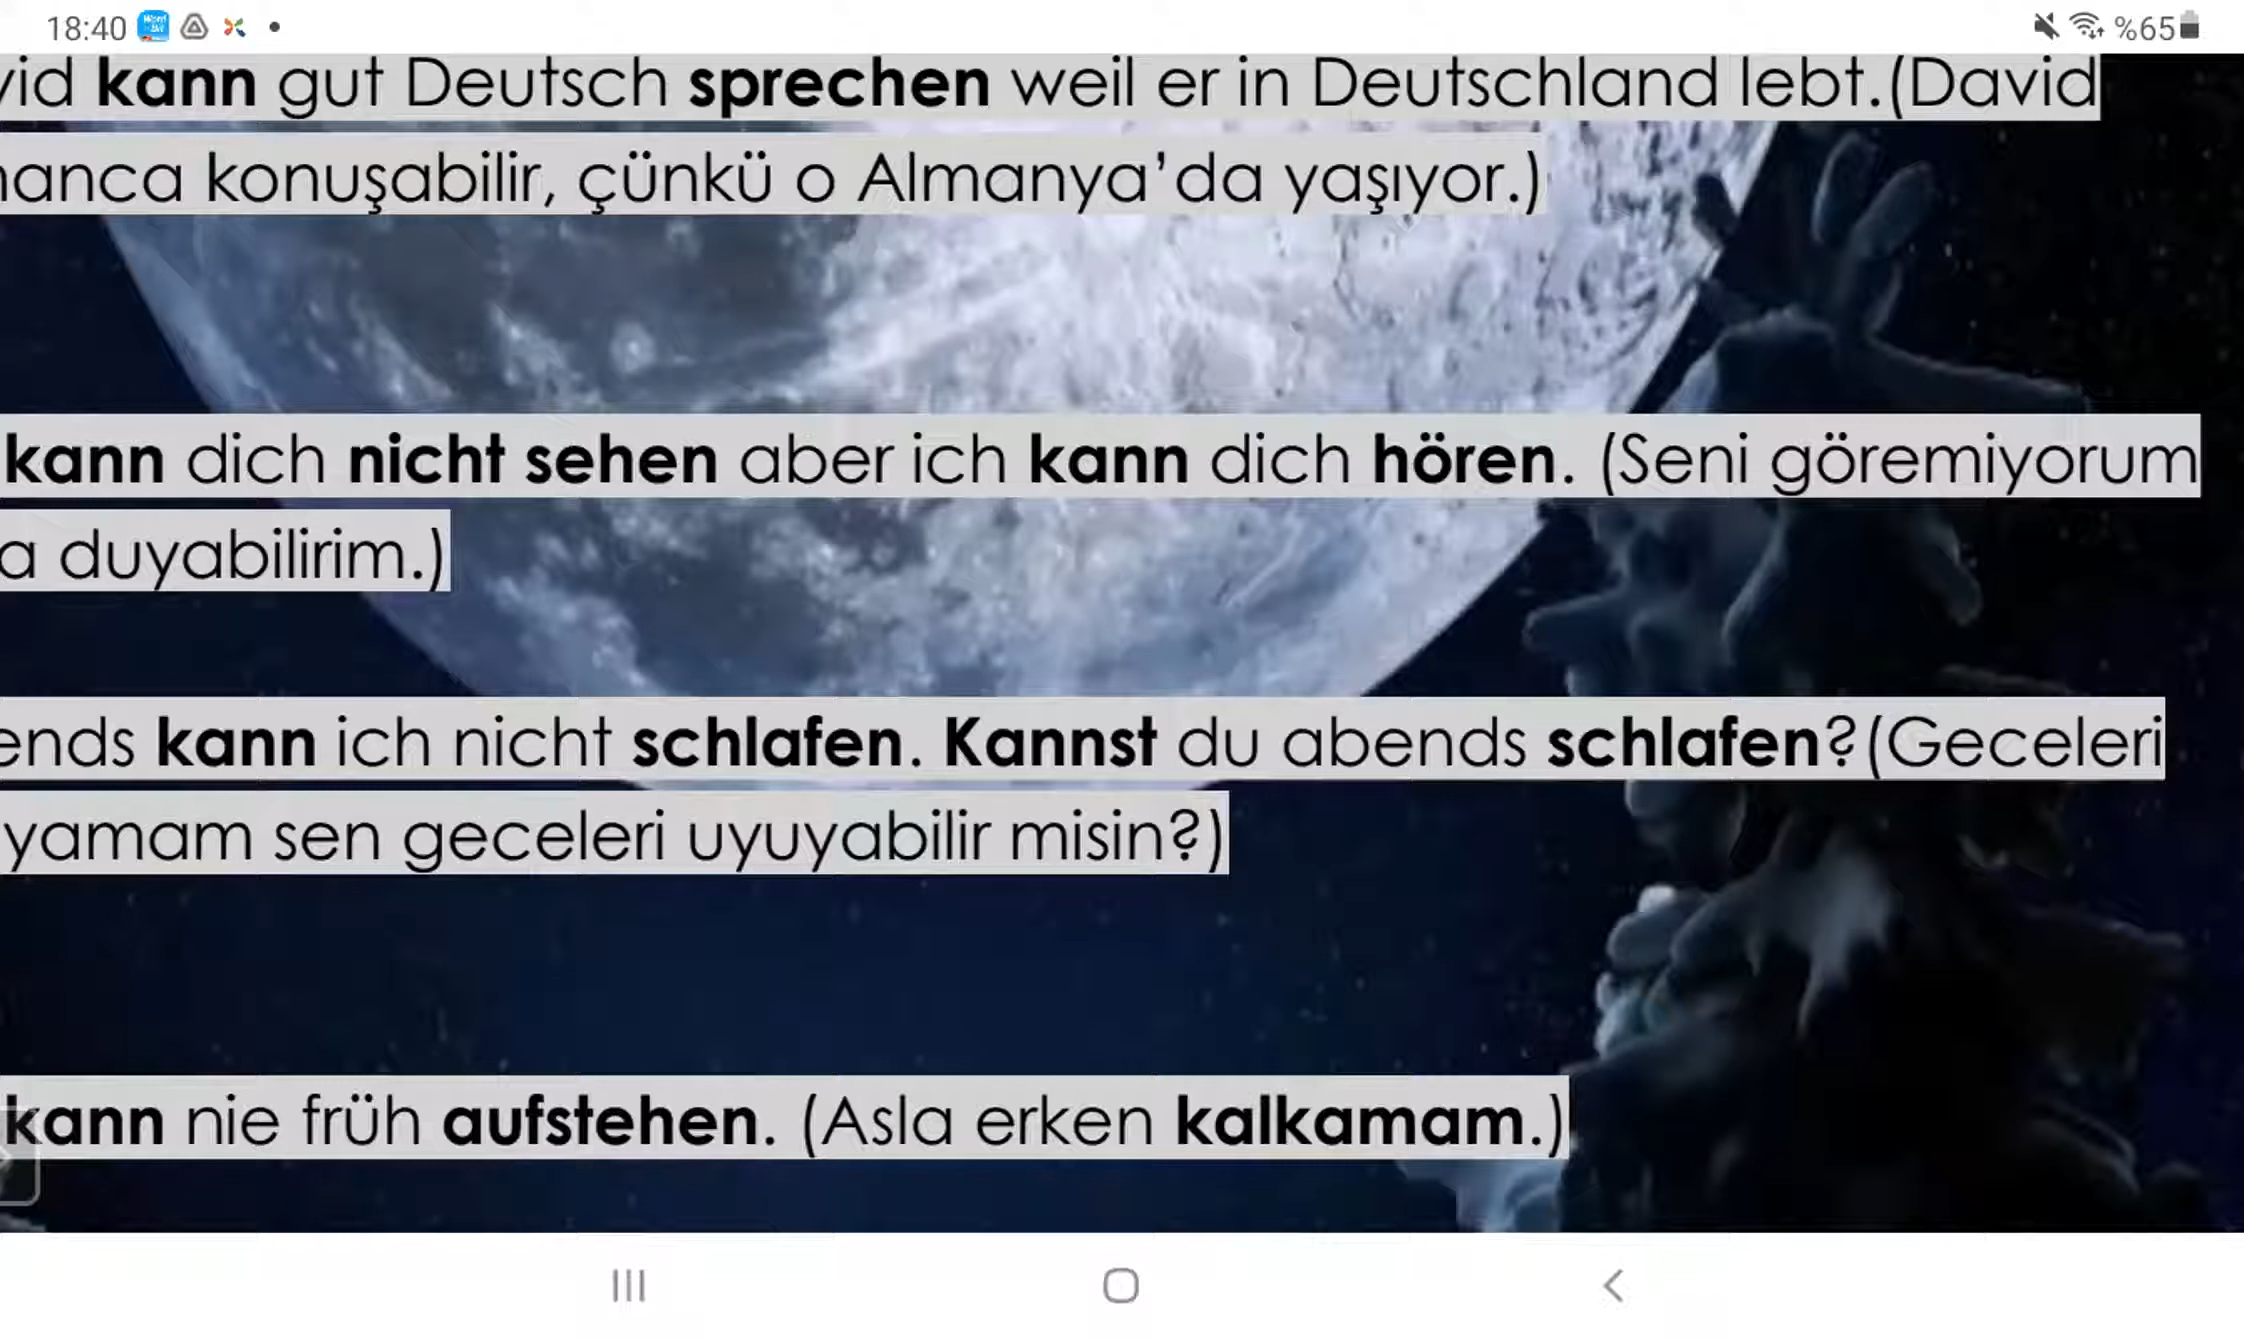 18:40 %65
vid kann gut Deutsch sprechen weil er in Deutschland lebt.(David
nanca konuşabilir, çünkü o Almanya'da yaşıyor.)
kann dich nicht sehen aber ich kann dich hören. (Seni göremiyorum
a duyabilirim.)
ends kann ich nicht schlafen. Kannst du abends schlafen?(Geceleri
yamam sen geceleri uyuyabilir misin?)
kann nie früh aufstehen. (Asla erken kalkamam.)